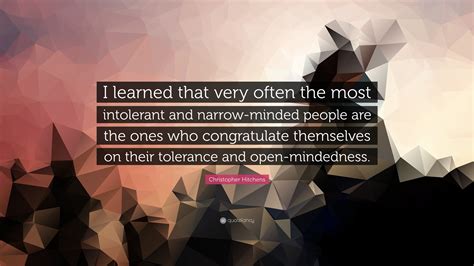 I learned that very often the most
intolerant and narrow-minded people are
the ones who congratulate themselves
on their tolerance and open-mindedness.
Christopher Hitchens
quotefancy